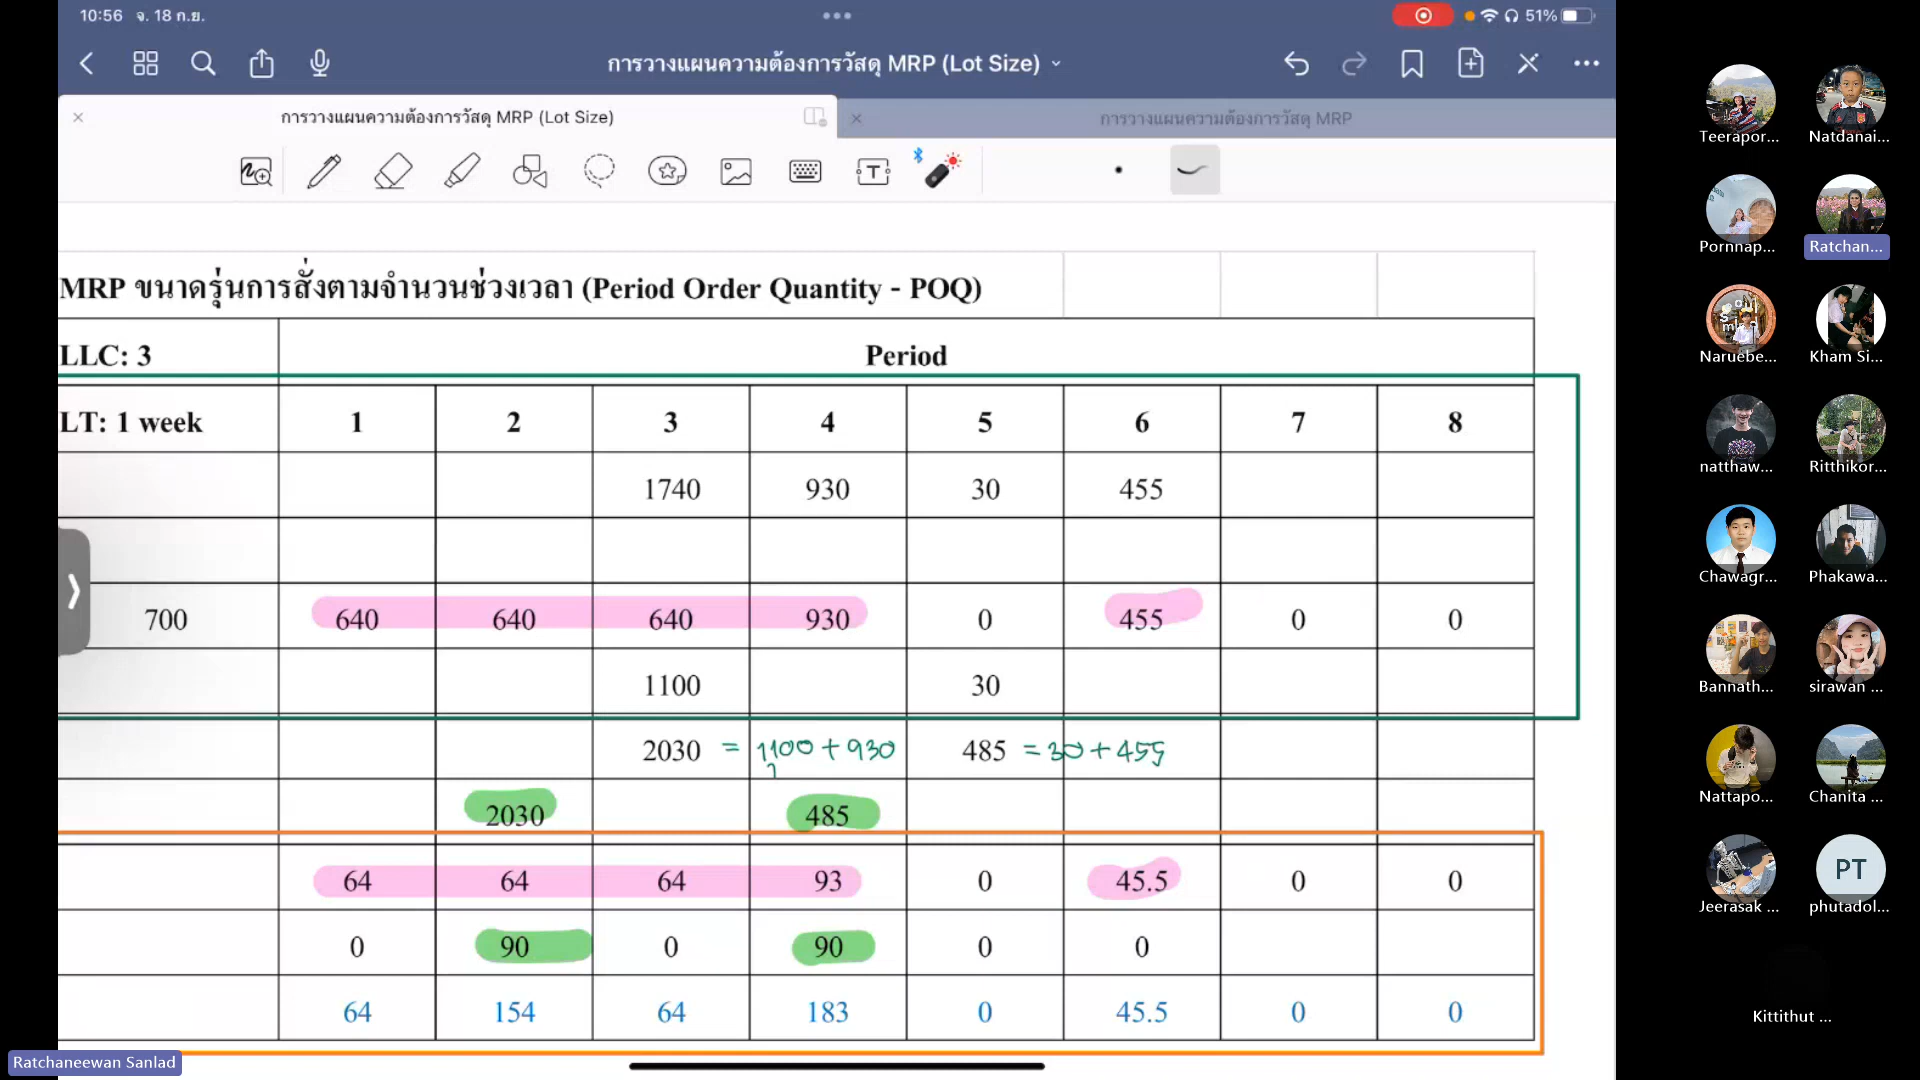 10:56 จ. 18 ก.ย.
51%
การวางแผนความต้องการวัสดุ MRP (Lot Size)
การวางแผนความต้องการวัสดุ MRP (Lot Size)
การวางแผนความต้องการวัสดุ MRP
MRP ขนาดรุ่นการสั่งตามจำนวนช่วงเวลา (Period Order Quantity - POQ)
LLC: 3 Period
LT: 1 week 1 2 3 4 5 6 7 8
1740 930 30 455
700 640 640 640 930 0 455 0 0
1100 30
2030 = 1100 + 930 485 = 30 + 455
2030 485
64 64 64 93 0 45.5 0 0
0 90 0 90 0 0
64 154 64 183 0 45.5 0 0
Ratchaneewan Sanlad
Teerapor... Natdanai...
Pornnap... Ratchan...
Naruebe... Kham Si...
natthaw... Ritthikor...
Chawagr... Phakawa...
Bannath... sirawan ...
Nattapo... Chanita ...
PT
Jeerasak ... phutadol...
Kittithut ...